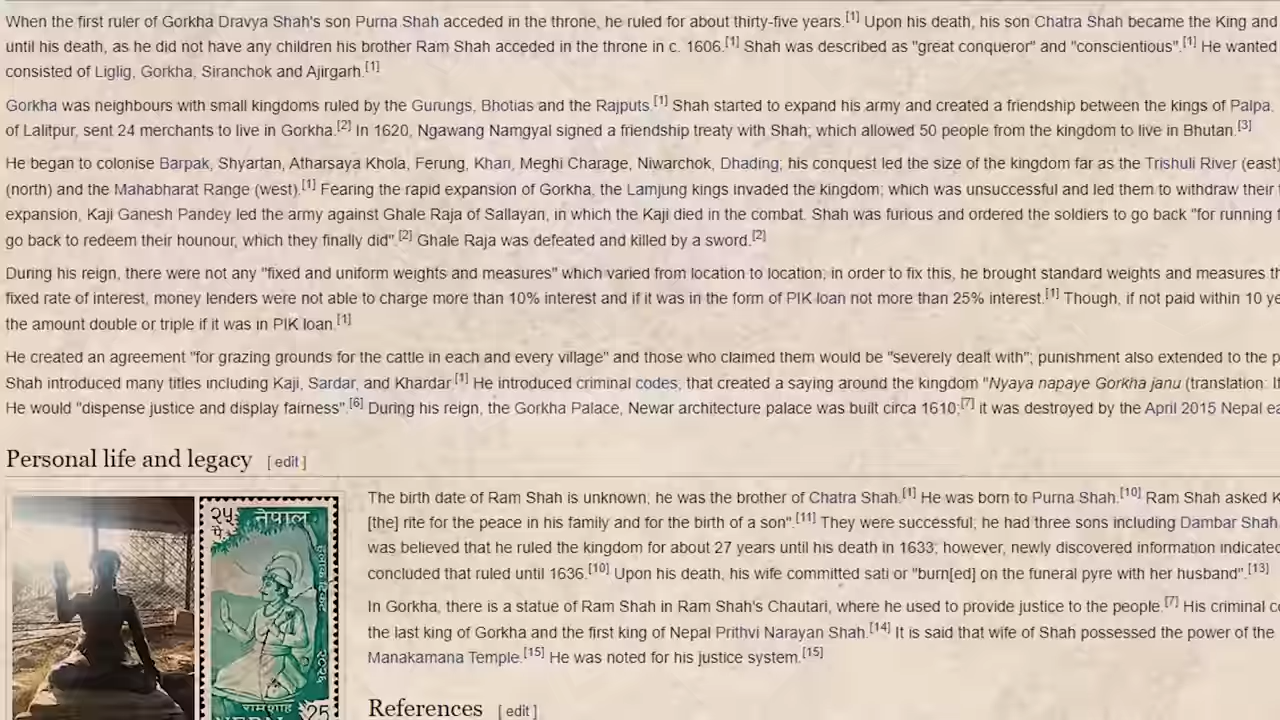 When the first ruler of Gorkha Dravya Shah's son Purna Shah acceded in the throne, he ruled for about thirty-five years.[1] Upon his death, his son Chatra Shah became the King and
until his death, as he did not have any children his brother Ram Shah acceded in the throne in c. 1606.[1] Shah was described as "great conqueror" and "conscientious".[1] He wanted
consisted of Liglig, Gorkha, Siranchok and Ajirgarh.[1]
Gorkha was neighbours with small kingdoms ruled by the Gurungs, Bhotias and the Rajputs.[1] Shah started to expand his army and created a friendship between the kings of Palpa,
of Lalitpur, sent 24 merchants to live in Gorkha.[2] In 1620, Ngawang Namgyal signed a friendship treaty with Shah; which allowed 50 people from the kingdom to live in Bhutan.[3]
He began to colonise Barpak, Shyartan, Atharsaya Khola, Ferung, Khan, Meghi Charage, Niwarchok, Dhading; his conquest led the size of the kingdom far as the Trishuli River (east)
(north) and the Mahabharat Range (west).[1] Fearing the rapid expansion of Gorkha, the Lamjung kings invaded the kingdom; which was unsuccessful and led them to withdraw their
expansion, Kaji Ganesh Pandey led the army against Ghale Raja of Sallayan, in which the Kaji died in the combat. Shah was furious and ordered the soldiers to go back "for running
go back to redeem their hounour, which they finally did".[2] Ghale Raja was defeated and killed by a sword.[2]
During his reign, there were not any "fixed and uniform weights and measures" which varied from location to location; in order to fix this, he brought standard weights and measures
fixed rate of interest, money lenders were not able to charge more than 10% interest and if it was in the form of PIK loan not more than 25% interest.[1] Though, if not paid within 10
the amount double or triple if it was in PIK loan.[1]
He created an agreement "for grazing grounds for the cattle in each and every village" and those who claimed them would be "severely dealt with"; punishment also extended to the
Shah introduced many titles including Kaji, Sardar, and Khardar.[1] He introduced criminal codes, that created a saying around the kingdom "Nyaya napaye Gorkha janu (translation: If
He would "dispense justice and display fairness".[6] During his reign, the Gorkha Palace, Newar architecture palace was built circa 1610;[7] it was destroyed by the April 2015 Nepal
Personal life and legacy [ edit ]
The birth date of Ram Shah is unknown; he was the brother of Chatra Shah.[1] He was born to Purna Shah.[10] Ram Shah asked
[the] rite for the peace in his family and for the birth of a son".[11] They were successful; he had three sons including Dambar Shah
was believed that he ruled the kingdom for about 27 years until his death in 1633; however, newly discovered information indicated
concluded that ruled until 1636.[10] Upon his death, his wife committed sati or "burn[ed] on the funeral pyre with her husband".[13]
In Gorkha, there is a statue of Ram Shah in Ram Shah's Chautari, where he used to provide justice to the people.[7] His criminal
the last king of Gorkha and the first king of Nepal Prithvi Narayan Shah.[14] It is said that wife of Shah possessed the power of the
Manakamana Temple.[15] He was noted for his justice system.[15]
References [ edit ]
२५
पै.
नेपाल
रामशाह
NEPAL
25